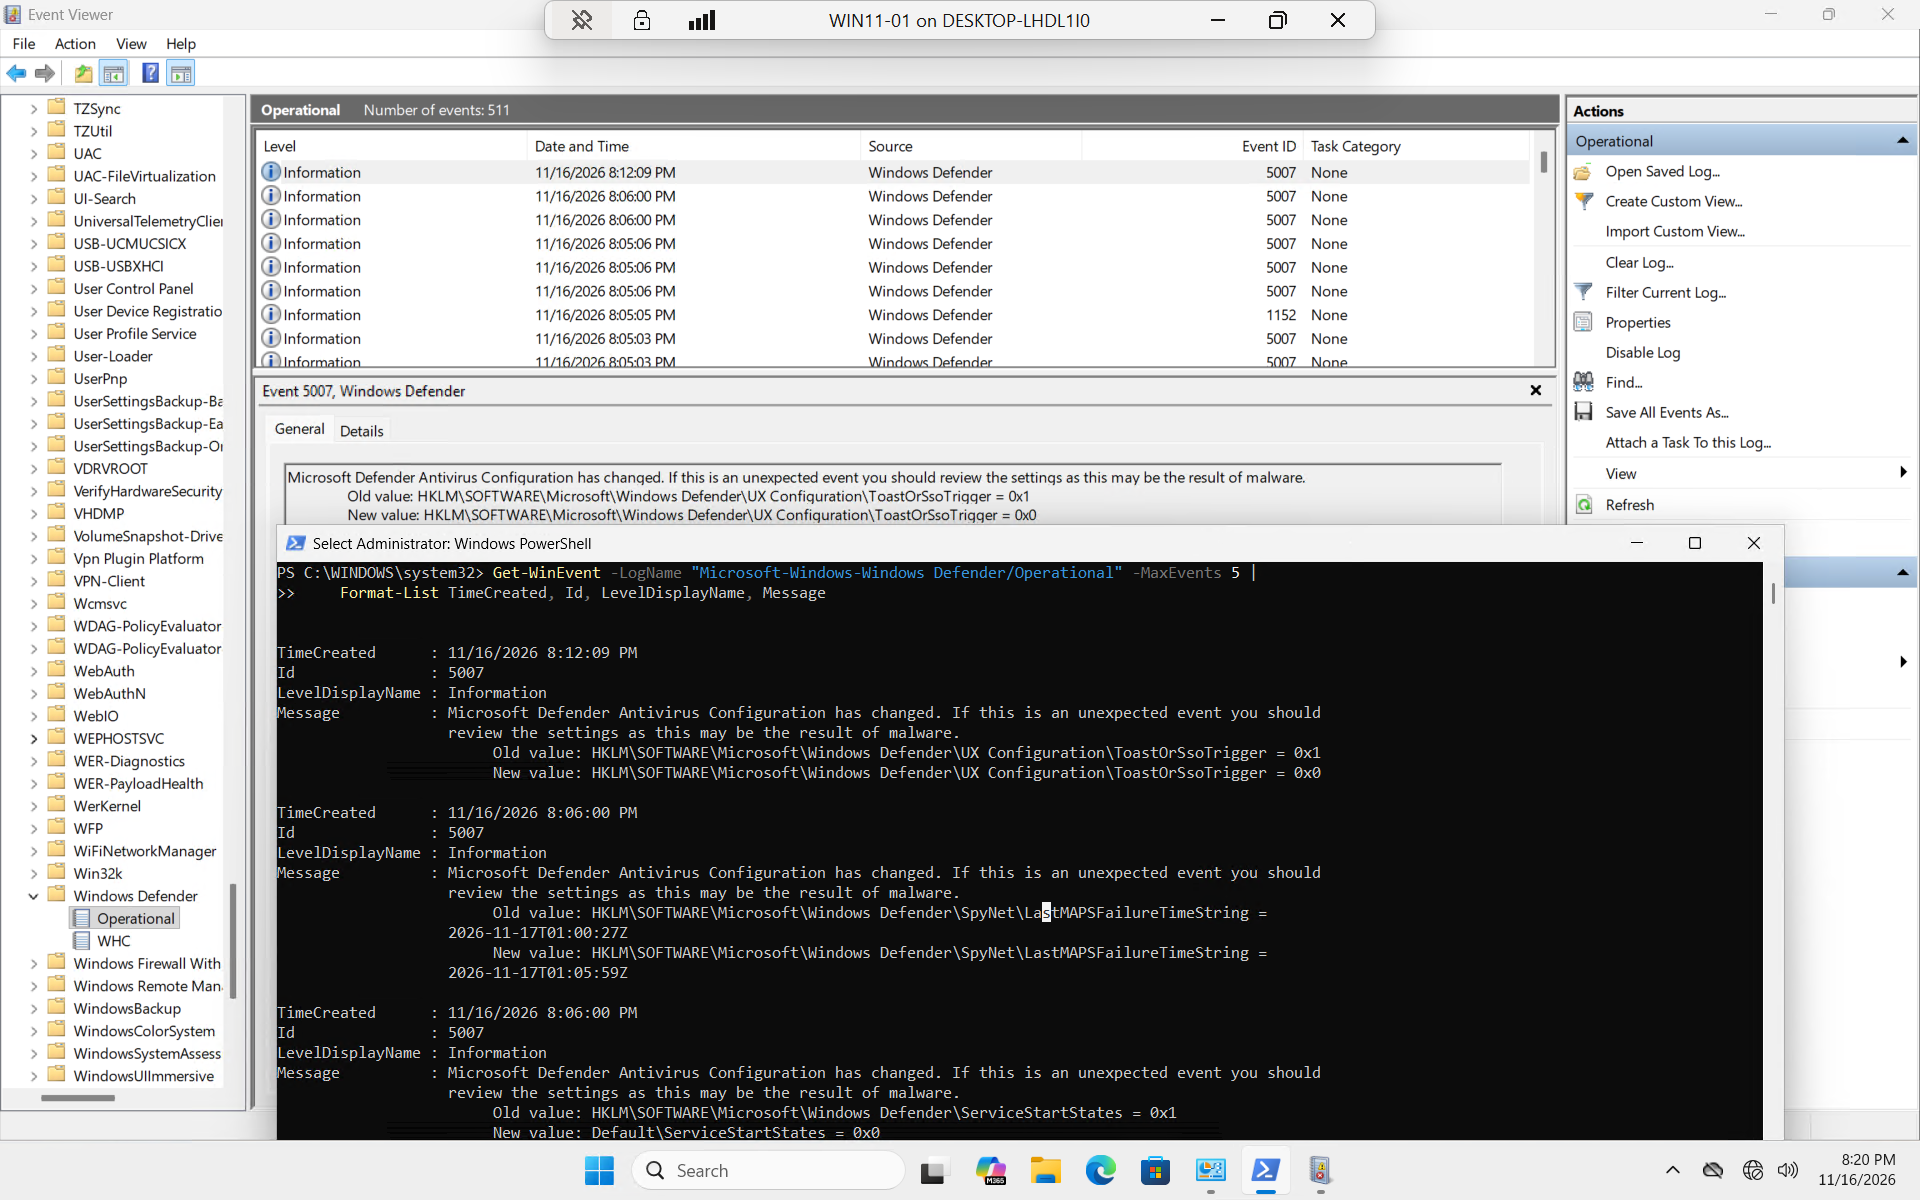 Event Viewer
WIN11-01 on DESKTOP-LHDL1I0
File Action View Help
TZSync
TZUtil
UAC
UAC-FileVirtualization
UI-Search
UniversalTelemetryClie
USB-UCMUCSICX
USB-USBXHCI
User Control Panel
User Device Registratio
User Profile Service
User-Loader
UserPnp
UserSettingsBackup-Ba
UserSettingsBackup-Ea
UserSettingsBackup-Or
VDRVROOT
VerifyHardwareSecurity
VHDMP
VolumeSnapshot-Drive
Vpn Plugin Platform
VPN-Client
Wcmsvc
WDAG-PolicyEvaluator
WDAG-PolicyEvaluator
WebAuth
WebAuthN
WebIO
WEPHOSTSVC
WER-Diagnostics
WER-PayloadHealth
WerKernel
WFP
WiFiNetworkManager
Win32k
Windows Defender
Operational
WHC
Windows Firewall With
Windows Remote Man
WindowsBackup
WindowsColorSystem
WindowsSystemAssess
WindowsUIImmersive
Operational Number of events: 511
Level Date and Time Source Event ID Task Category
Information 11/16/2026 8:12:09 PM Windows Defender 5007 None
Information 11/16/2026 8:06:00 PM Windows Defender 5007 None
Information 11/16/2026 8:06:00 PM Windows Defender 5007 None
Information 11/16/2026 8:05:06 PM Windows Defender 5007 None
Information 11/16/2026 8:05:06 PM Windows Defender 5007 None
Information 11/16/2026 8:05:06 PM Windows Defender 5007 None
Information 11/16/2026 8:05:05 PM Windows Defender 1152 None
Information 11/16/2026 8:05:03 PM Windows Defender 5007 None
Information 11/16/2026 8:05:03 PM Windows Defender 5007 None
Event 5007, Windows Defender
General Details
Microsoft Defender Antivirus Configuration has changed. If this is an unexpected event you should review the settings as this may be the result of malware.
Old value: HKLM\SOFTWARE\Microsoft\Windows Defender\UX Configuration\ToastOrSsoTrigger = 0x1
New value: HKLM\SOFTWARE\Microsoft\Windows Defender\UX Configuration\ToastOrSsoTrigger = 0x0
Actions
Operational
Open Saved Log...
Create Custom View...
Import Custom View...
Clear Log...
Filter Current Log...
Properties
Disable Log
Find...
Save All Events As...
Attach a Task To this Log...
View
Refresh
Select Administrator: Windows PowerShell
PS C:\WINDOWS\system32> Get-WinEvent -LogName "Microsoft-Windows-Windows Defender/Operational" -MaxEvents 5 |
>> Format-List TimeCreated, Id, LevelDisplayName, Message
TimeCreated : 11/16/2026 8:12:09 PM
Id : 5007
LevelDisplayName : Information
Message : Microsoft Defender Antivirus Configuration has changed. If this is an unexpected event you should
review the settings as this may be the result of malware.
Old value: HKLM\SOFTWARE\Microsoft\Windows Defender\UX Configuration\ToastOrSsoTrigger = 0x1
New value: HKLM\SOFTWARE\Microsoft\Windows Defender\UX Configuration\ToastOrSsoTrigger = 0x0
TimeCreated : 11/16/2026 8:06:00 PM
Id : 5007
LevelDisplayName : Information
Message : Microsoft Defender Antivirus Configuration has changed. If this is an unexpected event you should
review the settings as this may be the result of malware.
Old value: HKLM\SOFTWARE\Microsoft\Windows Defender\SpyNet\LastMAPSFailureTimeString =
2026-11-17T01:00:27Z
New value: HKLM\SOFTWARE\Microsoft\Windows Defender\SpyNet\LastMAPSFailureTimeString =
2026-11-17T01:05:59Z
TimeCreated : 11/16/2026 8:06:00 PM
Id : 5007
LevelDisplayName : Information
Message : Microsoft Defender Antivirus Configuration has changed. If this is an unexpected event you should
review the settings as this may be the result of malware.
Old value: HKLM\SOFTWARE\Microsoft\Windows Defender\ServiceStartStates = 0x1
New value: Default\ServiceStartStates = 0x0
Search
M365
8:20 PM
11/16/2026